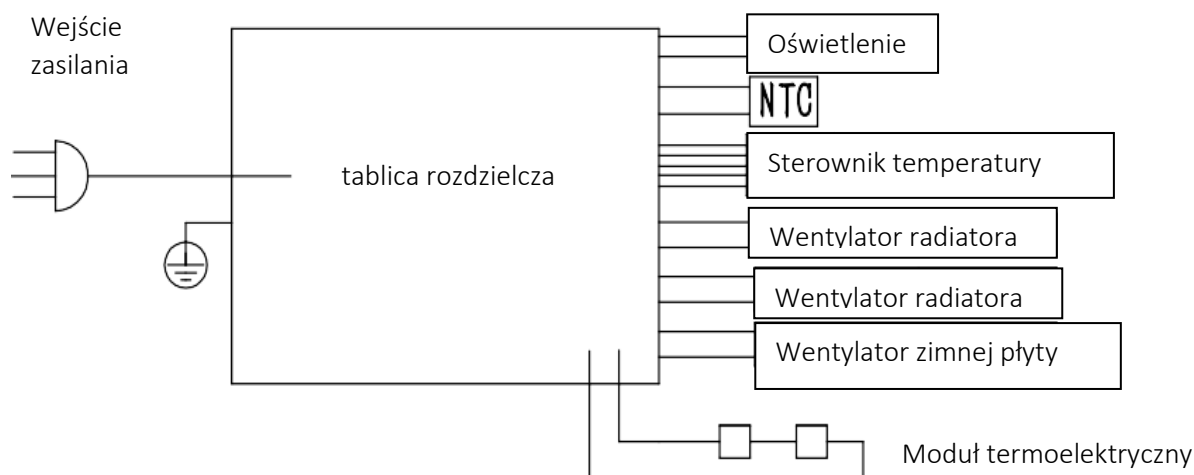 Wejście
zasilania
Oświetlenie
NTC
tablica rozdzielcza
Sterownik temperatury
Wentylator radiatora
Wentylator radiatora
Wentylator zimnej płyty
Moduł termoelektryczny